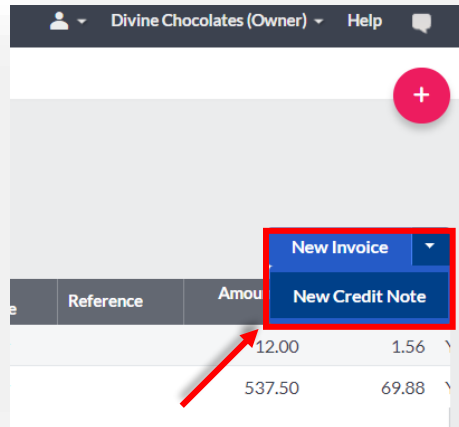 Divine Chocolates (Owner) Help
+
New Invoice
Reference New Credit Note
12.00 1.56
537.50 69.88